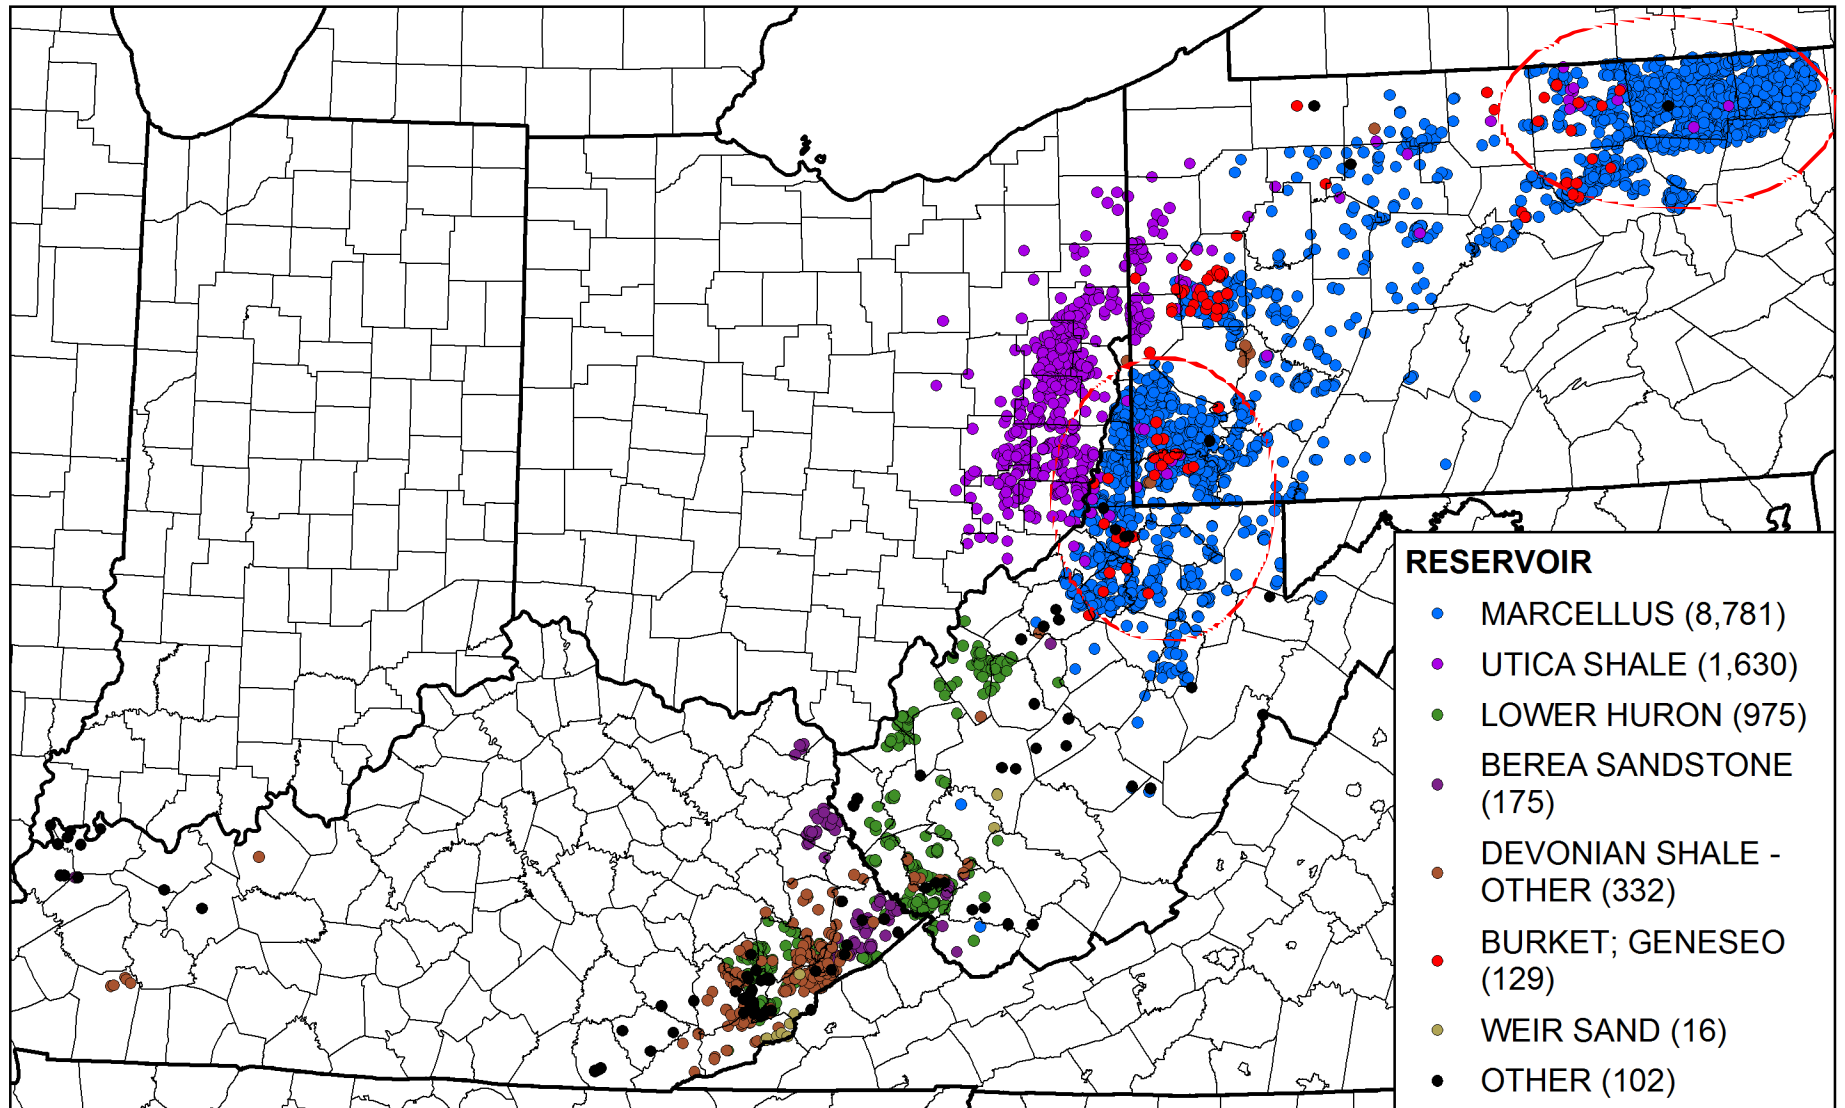 RESERVOIR
MARCELLUS (8,781)
UTICA SHALE (1,630)
LOWER HURON (975)
BEREA SANDSTONE
(175)
DEVONIAN SHALE -
OTHER (332)
BURKET; GENESEO
(129)
WEIR SAND (16)
OTHER (102)